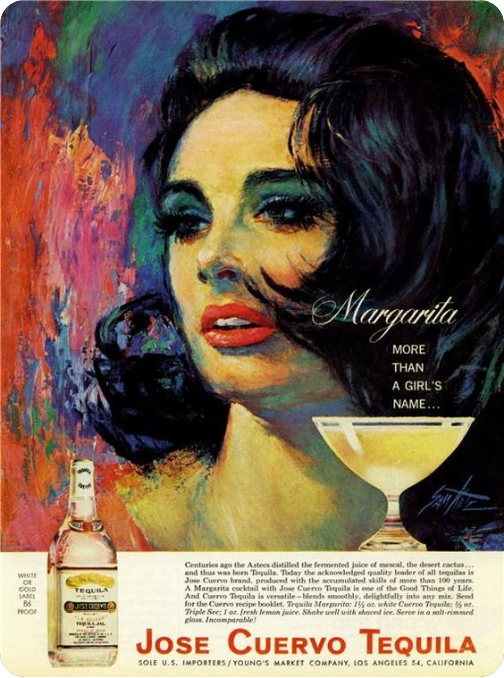 Margarita
MORE
THAN
A GIRL'S
NAME...
WHITE
OR
GOLD
LABEL
86
PROOF
TEQUILA
JOSE CUERVO
Centuries ago the Aztecs distilled the fermented juice of mescal, the desert cactus...
and thus was born Tequila. Today the acknowledged quality leader of all tequilas is
Jose Cuervo brand, produced with the accumulated skills of more than 100 years.
A Margarita cocktail with Jose Cuervo Tequila is one of the Good Things of Life.
And Cuervo Tequila is versatile—blends smoothly, delightfully into any mix. Send
for the Cuervo recipe booklet. Tequila Margarita: 1½ oz. white Cuervo Tequila; ½ oz.
Triple Sec; 1 oz. fresh lemon juice. Shake well with shaved ice. Serve in a salt-rimmed
glass. Incomparable!
JOSE CUERVO TEQUILA
SOLE U.S. IMPORTERS/YOUNG'S MARKET COMPANY, LOS ANGELES 54, CALIFORNIA